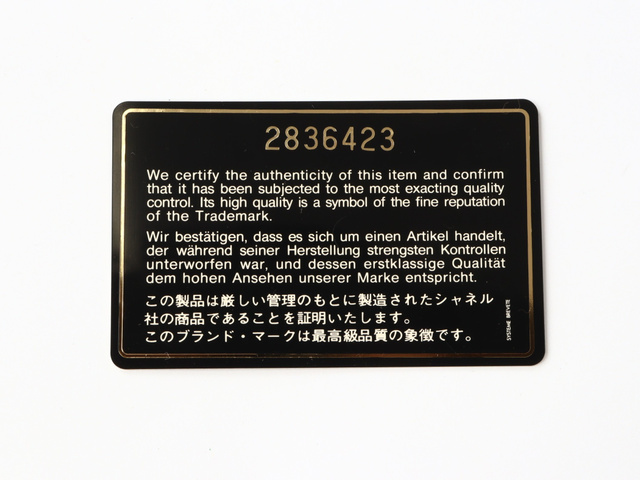 2836423
We certify the authenticity of this item and confirm
that it has been subjected to the most exacting quality
control. Its high quality is a symbol of the fine reputation
of the Trademark.
Wir bestätigen, dass es sich um einen Artikel handelt,
der während seiner Herstellung strengsten Kontrollen
unterworfen war, und dessen erstklassige Qualität
dem hohen Ansehen unserer Marke entspricht.
この製品は厳しい管理のもとに製造されたシャネル
社の商品であることを証明いたします。
このブランド・マークは最高級品質の象徴です。
SYSTEME BREVETE